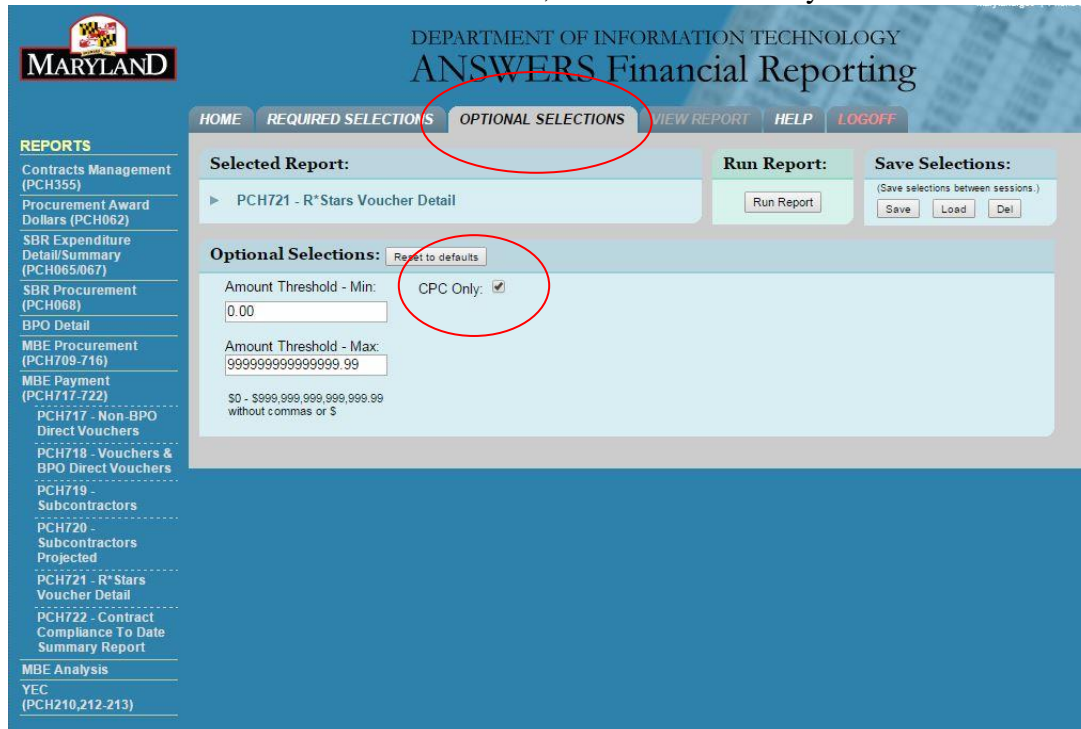 MARYLAND
DEPARTMENT OF INFORMATION TECHNOLOGY
ANSWERS Financial Reporting
HOME REQUIRED SELECTIONS OPTIONAL SELECTIONS VIEW REPORT HELP LOGOFF
REPORTS
Contracts Management
(PCH355)
Procurement Award
Dollars (PCH062)
SBR Expenditure
Detail/Summary
(PCH065/067)
SBR Procurement
(PCH068)
BPO Detail
MBE Procurement
(PCH709-716)
MBE Payment
(PCH717-722)
PCH717 - Non-BPO
Direct Vouchers
PCH718 - Vouchers &
BPO Direct Vouchers
PCH719 -
Subcontractors
PCH720 -
Subcontractors
Projected
PCH721 - R*Stars
Voucher Detail
PCH722 - Contract
Compliance To Date
Summary Report
MBE Analysis
YEC
(PCH210,212-213)
Selected Report:
PCH721 - R*Stars Voucher Detail
Run Report:
Run Report
Save Selections:
(Save selections between sessions.)
Save Load Del
Optional Selections: Reset to defaults
Amount Threshold - Min: CPC Only:
0.00
Amount Threshold - Max:
999999999999999.99
$0 - $999,999,999,999,999.99
without commas or $